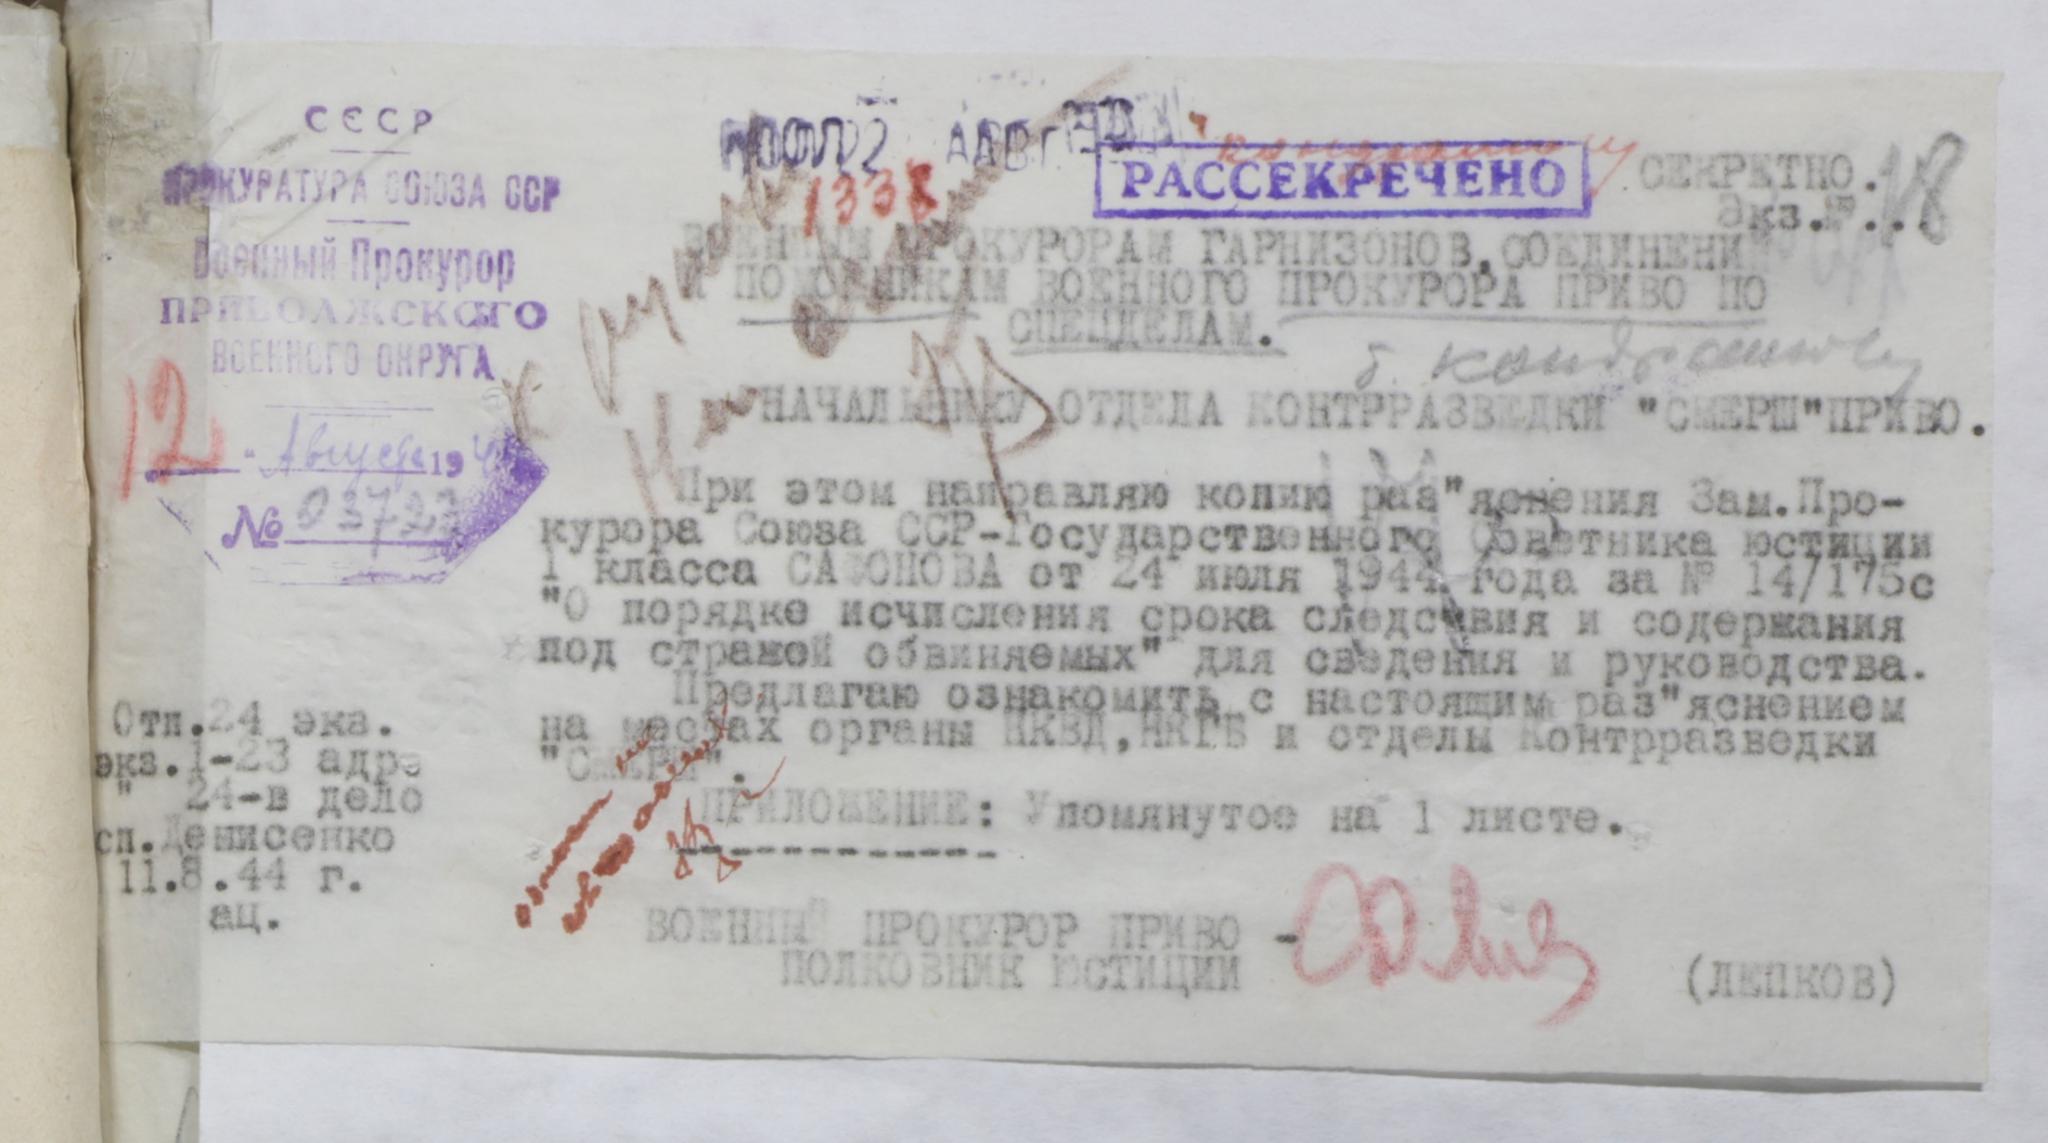 СССР
ПРОКУРАТУРА СОЮЗА ССР
Военный Прокурор
ПРИВОЛЖСКОГО
ВОЕННОГО ОКРУГА
12 " Августа 194
№ 03723
22 АВГ
1338
РАССЕКРЕЧЕНО
СЕКРЕТНО.
Экз.№ 18
ВОЕННЫМ ПРОКУРОРАМ ГАРНИЗОНОВ, СОЕДИНЕНИЙ
И ПОМОЩНИКАМ ВОЕННОГО ПРОКУРОРА ПРИВО ПО
СПЕЦДЕЛАМ.
т. Кондрашову
НАЧАЛЬНИКУ ОТДЕЛА КОНТРРАЗВЕДКИ "СМЕРШ"ПРИВО.
При этом направляю копию раз"яснения Зам.Про-
курора Союза ССР-Государственного Советника юстиции
1 класса САФОНОВА от 24 июля 1944 года за № 14/175с
"О порядке исчисления срока следствия и содержания
под стражей обвиняемых" для сведения и руководства.
Предлагаю ознакомить с настоящим раз"яснением
на местах органы НКВД,НКГБ и отделы Контрразведки
"Смерш".
ПРИЛОЖЕНИЕ: Упомянутое на 1 листе.
Отп.24 экз.
экз.1-23 адре
" 24-в дело
сп.Денисенко
11.8.44 г.
ац.
ВОЕННЫЙ ПРОКУРОР ПРИВО -
ПОЛКОВНИК ЮСТИЦИИ
(ЛЕПКОВ)